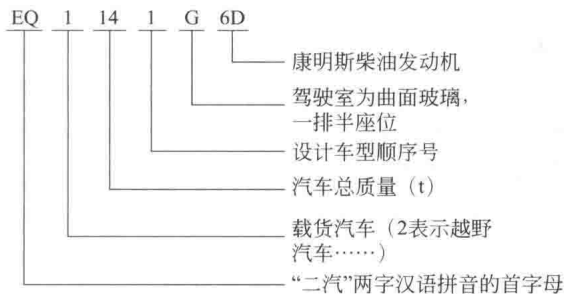 EQ 1 14 1 G 6D
康明斯柴油发动机
驾驶室为曲面玻璃，
一排半座位
设计车型顺序号
汽车总质量（t）
载货汽车（2表示越野
汽车……）
“二汽”两字汉语拼音的首字母